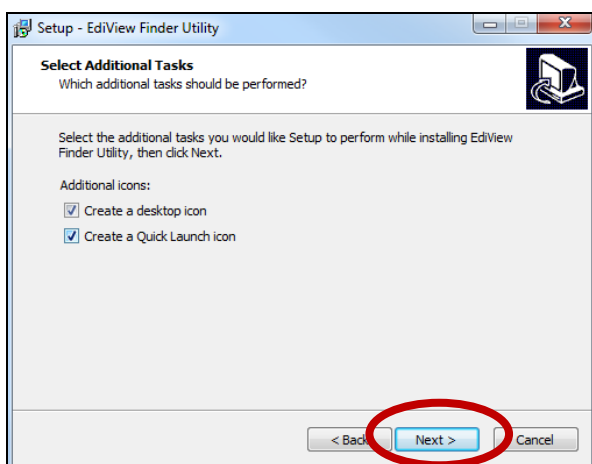 Setup - EdiView Finder Utility
Select Additional Tasks
Which additional tasks should be performed?
Select the additional tasks you would like Setup to perform while installing EdiView
Finder Utility, then click Next.
Additional icons:
Create a desktop icon
Create a Quick Launch icon
< Back
Next >
Cancel